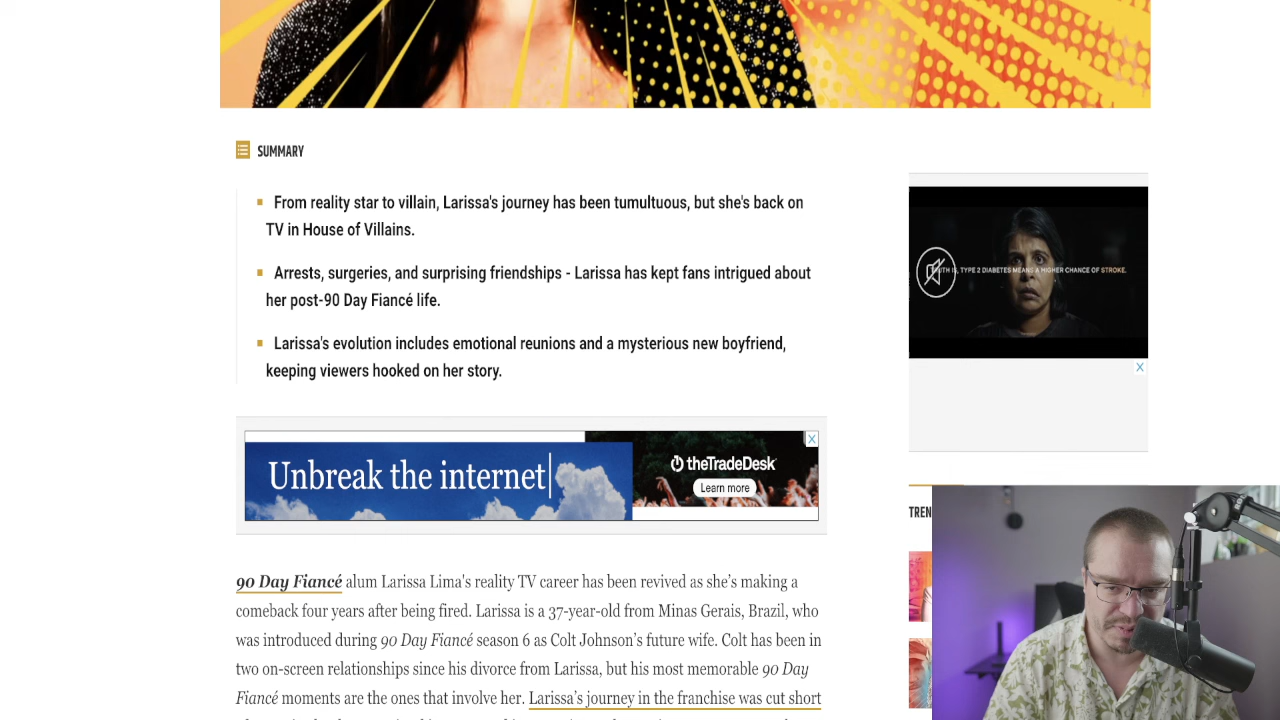 SUMMARY
From reality star to villain, Larissa's journey has been tumultuous, but she's back on
TV in House of Villains.
Arrests, surgeries, and surprising friendships - Larissa has kept fans intrigued about
her post-90 Day Fiancé life.
Larissa's evolution includes emotional reunions and a mysterious new boyfriend,
keeping viewers hooked on her story.
Unbreak the internet
theTradeDesk
Learn more
90 Day Fiancé alum Larissa Lima's reality TV career has been revived as she's making a
comeback four years after being fired. Larissa is a 37-year-old from Minas Gerais, Brazil, who
was introduced during 90 Day Fiancé season 6 as Colt Johnson's future wife. Colt has been in
two on-screen relationships since his divorce from Larissa, but his most memorable 90 Day
Fiancé moments are the ones that involve her. Larissa's journey in the franchise was cut short
TYPE 2 DIABETES MEANS A HIGHER CHANCE OF STROKE.
X
X